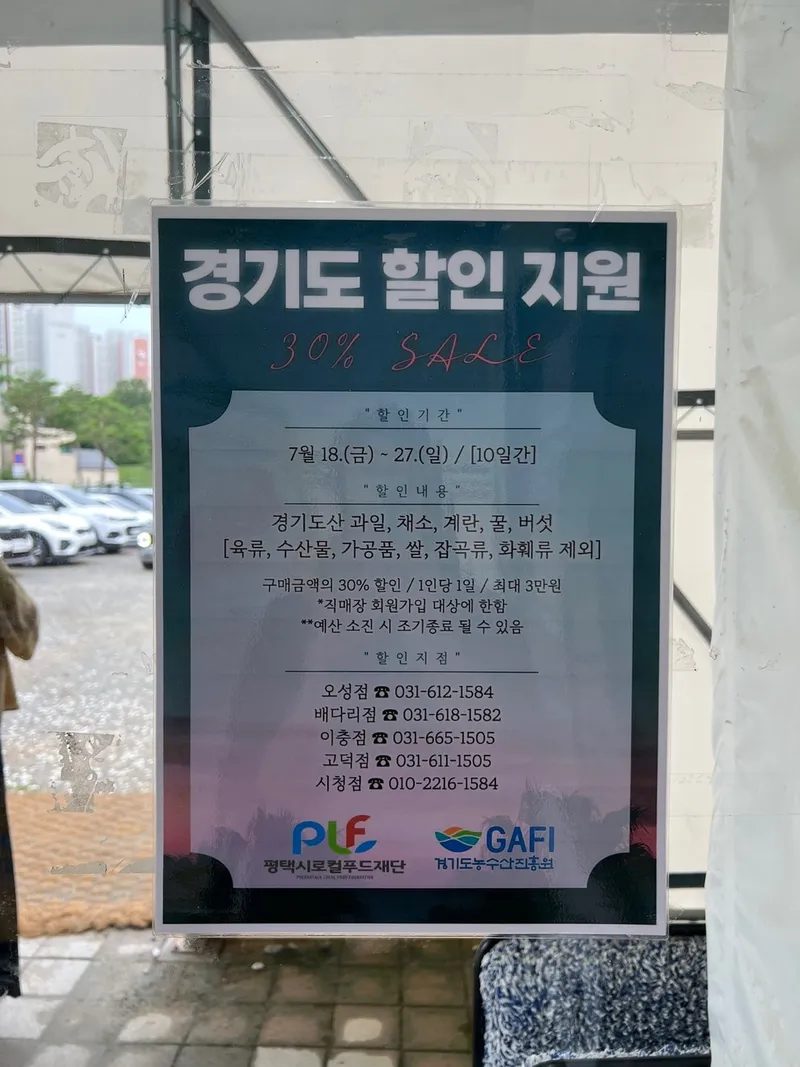 경기도 할인 지원
30% SALE
"할인기간"
7월 18.(금) ~ 27.(일) / [10일간]
"할인내용"
경기도산 과일, 채소, 계란, 꿀, 버섯
[육류, 수산물, 가공품, 쌀, 잡곡류, 화훼류 제외]
구매금액의 30% 할인 / 1인당 1일 / 최대 3만원
*직매장 회원가입 대상에 한함
**예산 소진 시 조기종료 될 수 있음
"할인지점"
오성점 ☎ 031-612-1584
배다리점 ☎ 031-618-1582
이충점 ☎ 031-665-1505
고덕점 ☎ 031-611-1505
시청점 ☎ 010-2216-1584
PLF
평택시로컬푸드재단
GAFI
경기도농수산진흥원